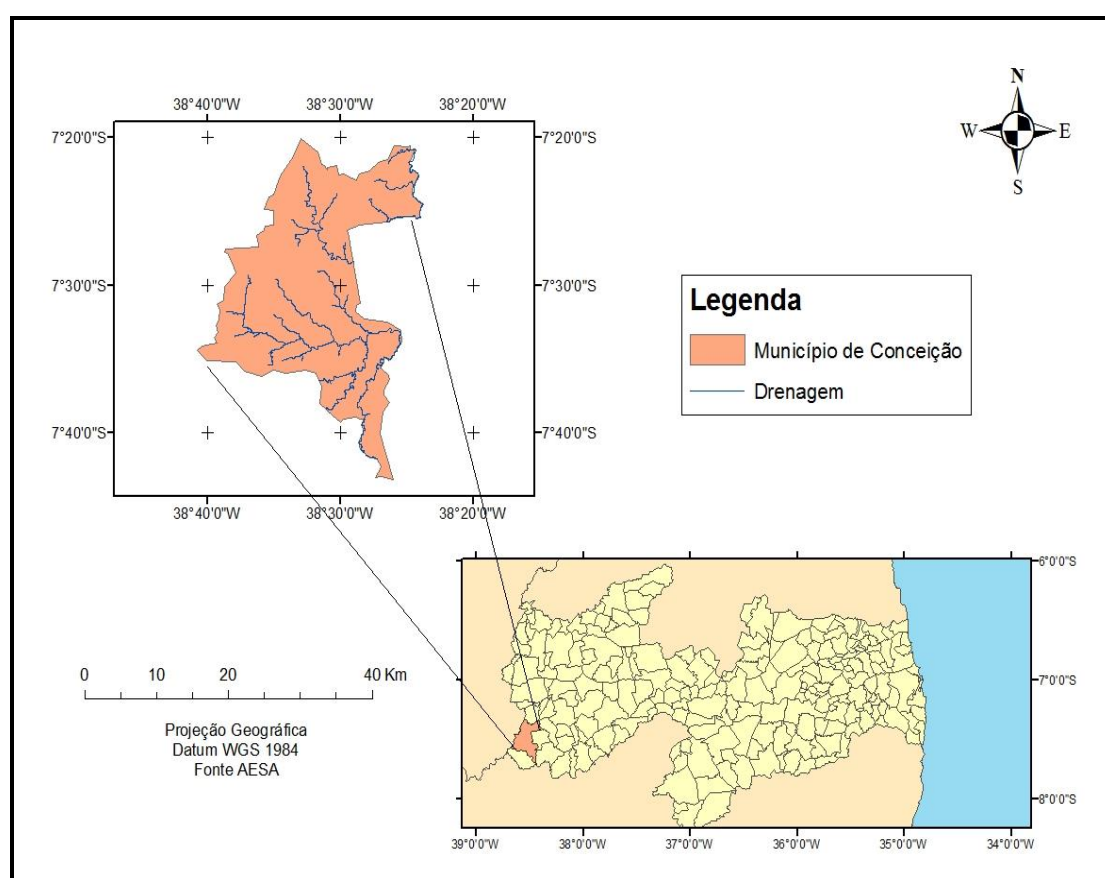 N
W E
S
38°40'0"W 38°30'0"W 38°20'0"W
7°20'0"S 7°20'0"S
7°30'0"S 7°30'0"S
7°40'0"S 7°40'0"S
38°40'0"W 38°30'0"W 38°20'0"W
Legenda
Município de Conceição
Drenagem
0 10 20 40 Km
Projeção Geográfica
Datum WGS 1984
Fonte AESA
6°0'0"S
7°0'0"S
8°0'0"S
39°0'0"W 38°0'0"W 37°0'0"W 36°0'0"W 35°0'0"W 34°0'0"W